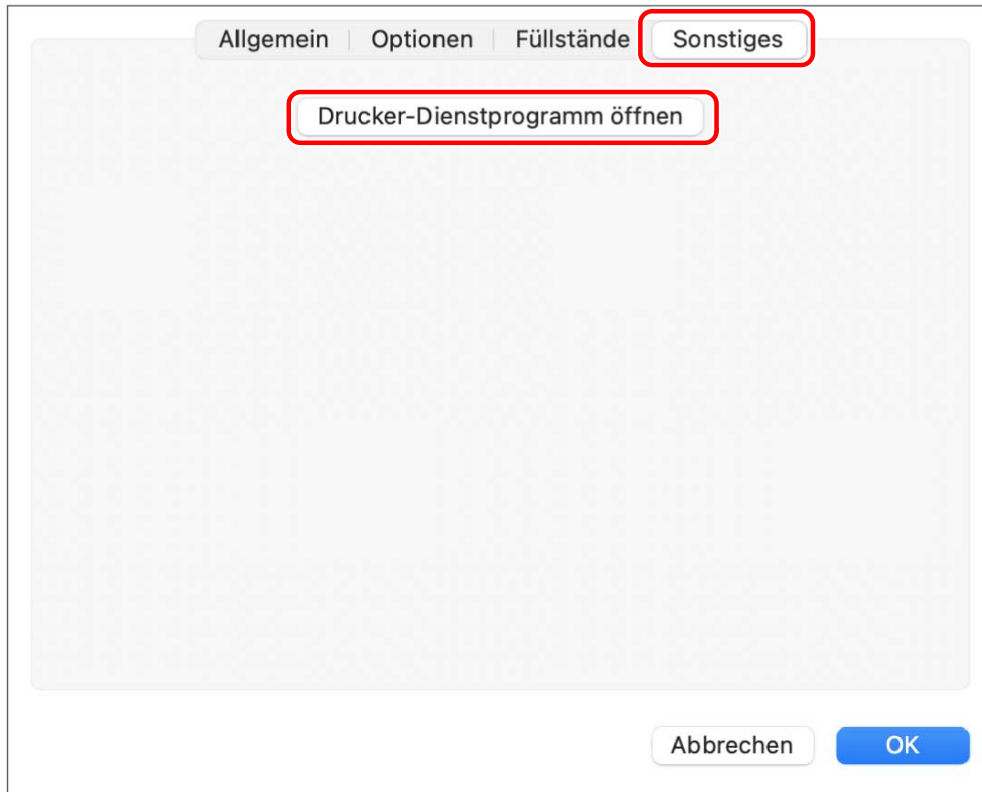 Allgemein Optionen Füllstände Sonstiges
Drucker-Dienstprogramm öffnen
Abbrechen OK